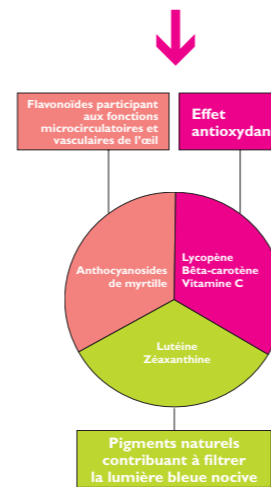 Flavonoïdes participant
aux fonctions
microcirculatoires et
vasculaires de l'œil
Effet
antioxydan
Anthocyanosides
de myrtille
Lycopène
Bêta-carotène
Vitamine C
Lutéine
Zéaxanthine
Pigments naturels
contribuant à filtrer
la lumière bleue nocive